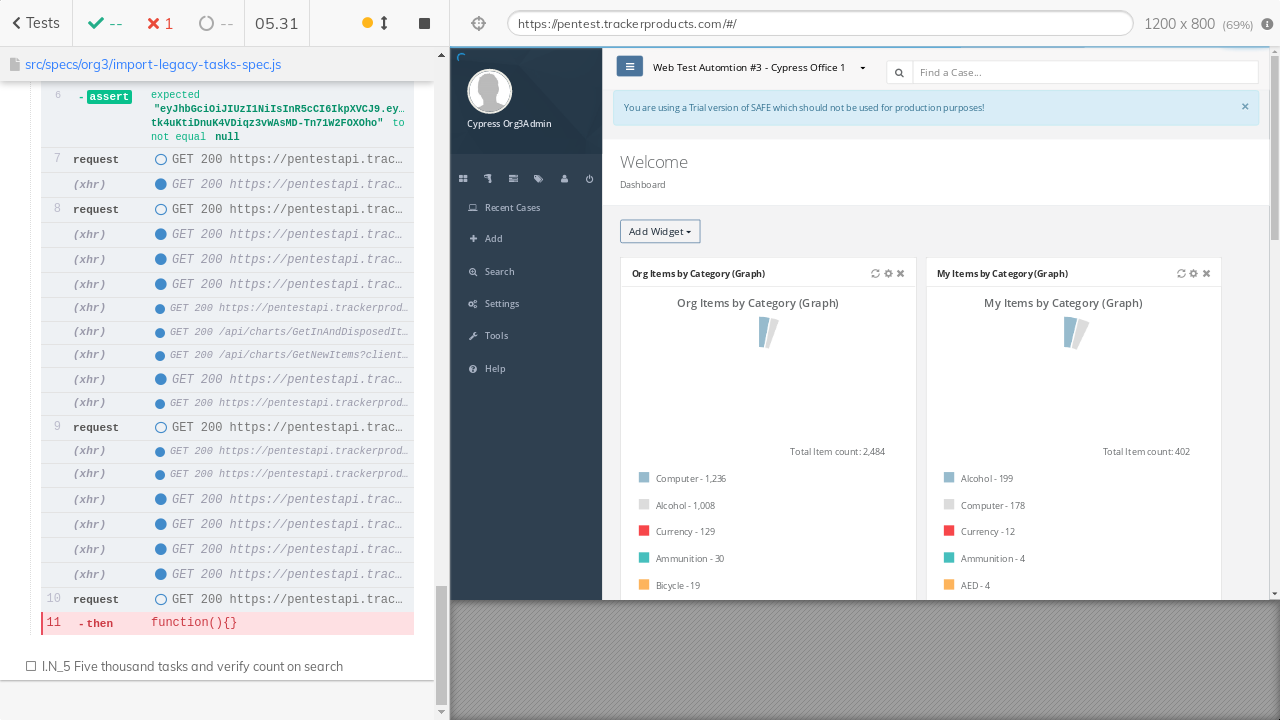 Tests
--
1
--
05.31
https://pentest.trackerproducts.com/#/
1200 x 800 (69%)
src/specs/org3/import-legacy-tasks-spec.js
6 -assert expected
"eyJhbGciOiJIUzI1NiIsInR5cCI6IkpXVCJ9.ey…
tk4uKtiDnuK4VDiqz3vWAsMD-Tn71W2FOXOho" to
not equal null
7 request GET 200 https://pentestapi.trac…
(xhr) GET 200 https://pentestapi.trac…
8 request GET 200 https://pentestapi.trac…
(xhr) GET 200 https://pentestapi.trac…
(xhr) GET 200 https://pentestapi.trac…
(xhr) GET 200 https://pentestapi.trac…
(xhr) GET 200 https://pentestapi.trackerprod…
(xhr) GET 200 /api/charts/GetInAndDisposedIt…
(xhr) GET 200 /api/charts/GetNewItems?client…
(xhr) GET 200 https://pentestapi.trac…
(xhr) GET 200 https://pentestapi.trackerprod…
9 request GET 200 https://pentestapi.trac…
(xhr) GET 200 https://pentestapi.trackerprod…
(xhr) GET 200 https://pentestapi.trackerprod…
(xhr) GET 200 https://pentestapi.trac…
(xhr) GET 200 https://pentestapi.trac…
(xhr) GET 200 https://pentestapi.trac…
(xhr) GET 200 https://pentestapi.trac…
10 request GET 200 https://pentestapi.trac…
11 -then function(){}
I.N_5 Five thousand tasks and verify count on search
Cypress Org3Admin
Recent Cases
Add
Search
Settings
Tools
Help
Web Test Automtion #3 - Cypress Office 1
Find a Case...
You are using a Trial version of SAFE which should not be used for production purposes!
×
Welcome
Dashboard
Add Widget
Org Items by Category (Graph)
Org Items by Category (Graph)
Total Item count: 2,484
Computer - 1,236
Alcohol - 1,008
Currency - 129
Ammunition - 30
Bicycle - 19
My Items by Category (Graph)
My Items by Category (Graph)
Total Item count: 402
Alcohol - 199
Computer - 178
Currency - 12
Ammunition - 4
AED - 4